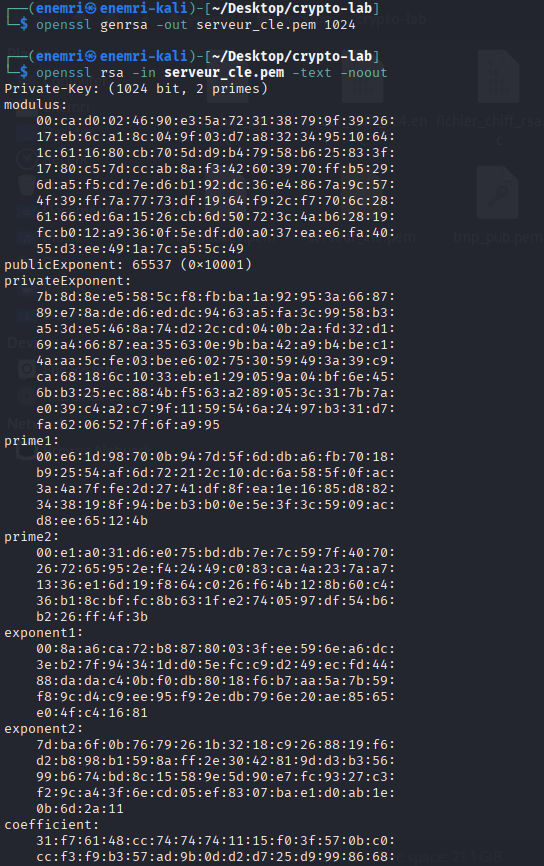 ┌──(enemri㉿enemri-kali)-[~/Desktop/crypto-lab]
└─$ openssl genrsa -out serveur_cle.pem 1024
┌──(enemri㉿enemri-kali)-[~/Desktop/crypto-lab]
└─$ openssl rsa -in serveur_cle.pem -text -noout
Private-Key: (1024 bit, 2 primes)
modulus:
00:ca:d0:02:46:90:e3:5a:72:31:38:79:9f:39:26:
17:eb:6c:a1:8c:04:9f:03:d7:a8:32:34:95:10:64:
1c:61:16:80:cb:70:5d:d9:b4:79:58:b6:25:83:3f:
17:80:c5:7d:cc:ab:8a:f3:42:60:39:70:ff:b5:29:
6d:a5:f5:cd:7e:d6:b1:92:dc:36:e4:86:7a:9c:57:
4f:39:ff:7a:77:73:df:19:64:f9:2c:f7:70:6c:28:
61:66:ed:6a:15:26:cb:6d:50:72:3c:4a:b6:28:19:
fc:b0:12:a9:36:0f:5e:df:d0:a0:37:ea:e6:fa:40:
55:d3:ee:49:1a:7c:a5:5c:49
publicExponent: 65537 (0×10001)
privateExponent:
7b:8d:8e:e5:58:5c:f8:fb:ba:1a:92:95:3a:66:87:
89:e7:8a:de:d6:ed:dc:94:63:a5:fa:3c:99:58:b3:
a5:3d:e5:46:8a:74:d2:2c:cd:04:0b:2a:fd:32:d1:
69:a4:66:87:ea:35:63:0e:9b:ba:42:a9:b4:be:c1:
4a:aa:5c:fe:03:be:e6:02:75:30:59:49:3a:39:c9:
ca:68:18:6c:10:33:eb:e1:29:05:9a:04:bf:6e:45:
6b:b3:25:ec:88:4b:f5:63:a2:89:05:3c:31:7b:7a:
e0:39:c4:a2:c7:9f:11:59:54:6a:24:97:b3:31:d7:
fa:62:06:52:7f:6f:a9:95
prime1:
00:e6:1d:98:70:0b:94:7d:5f:6d:db:a6:fb:70:18:
b9:25:54:af:6d:72:21:2c:10:dc:6a:58:5f:0f:ac:
3a:4a:7f:fe:2d:27:41:df:8f:ea:1e:16:85:d8:82:
34:38:19:8f:94:be:b3:b0:0e:5e:3f:3c:59:09:ac:
d8:ee:65:12:4b
prime2:
00:e1:a0:31:d6:e0:75:bd:db:7e:7c:59:7f:40:70:
26:72:65:95:2e:f4:24:49:c0:83:ca:4a:23:7a:a7:
13:36:e1:6d:19:f8:64:c0:26:f6:4b:12:8b:60:c4:
36:b1:8c:bf:fc:8b:63:1f:e2:74:05:97:df:54:b6:
b2:26:ff:4f:3b
exponent1:
00:8a:a6:ca:72:b8:87:80:03:3f:ee:59:6e:a6:dc:
3e:b2:7f:94:34:1d:d0:5e:fc:c9:d2:49:ec:fd:44:
88:da:da:c4:0b:f0:db:80:18:f6:b7:aa:5a:7b:59:
f8:9c:d4:c9:ee:95:f9:2e:db:79:6e:20:ae:85:65:
e0:4f:c4:16:81
exponent2:
7d:ba:6f:0b:76:79:26:1b:32:18:c9:26:88:19:f6:
d2:b8:98:b1:59:8a:ff:2e:30:42:81:9d:d3:b3:56:
99:b6:74:bd:8c:15:58:9e:5d:90:e7:fc:93:27:c3:
f2:9c:a4:3f:6e:cd:05:ef:83:07:ba:e1:d0:ab:1e:
0b:6d:2a:11
coefficient:
31:f7:61:48:cc:74:74:74:11:15:f0:3f:57:0b:c0:
cc:f3:f9:b3:57:ad:9b:0d:d2:d7:25:d9:99:86:68: